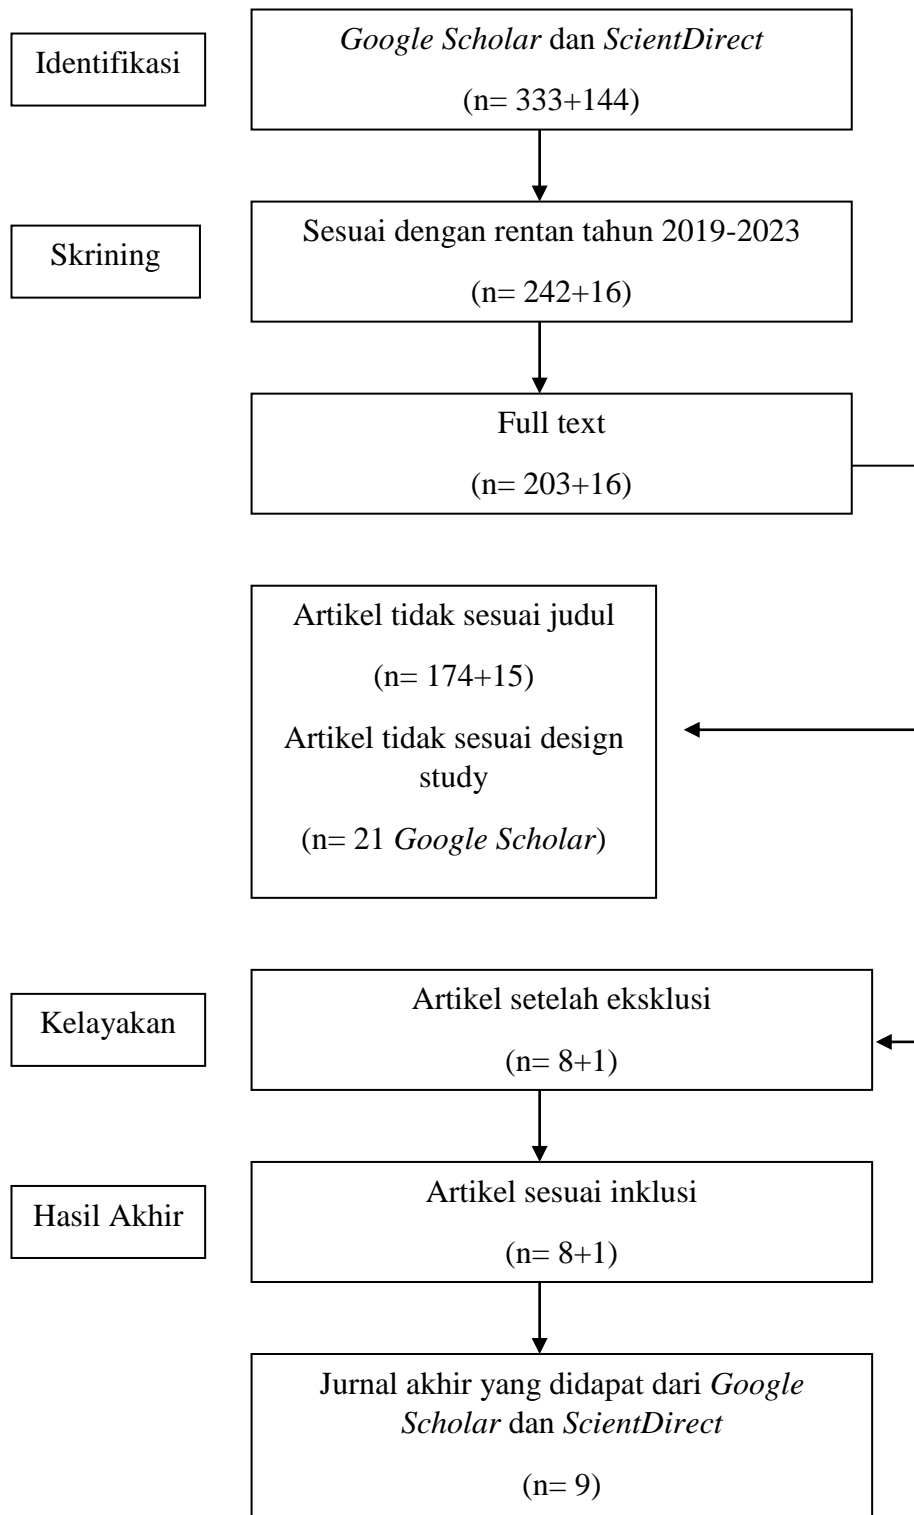 Identifikasi
Google Scholar dan ScientDirect
(n= 333+144)
Skrining
Sesuai dengan rentan tahun 2019-2023
(n= 242+16)
Full text
(n= 203+16)
Artikel tidak sesuai judul
(n= 174+15)
Artikel tidak sesuai design
study
(n= 21 Google Scholar)
Kelayakan
Artikel setelah eksklusi
(n= 8+1)
Hasil Akhir
Artikel sesuai inklusi
(n= 8+1)
Jurnal akhir yang didapat dari Google
Scholar dan ScientDirect
(n= 9)